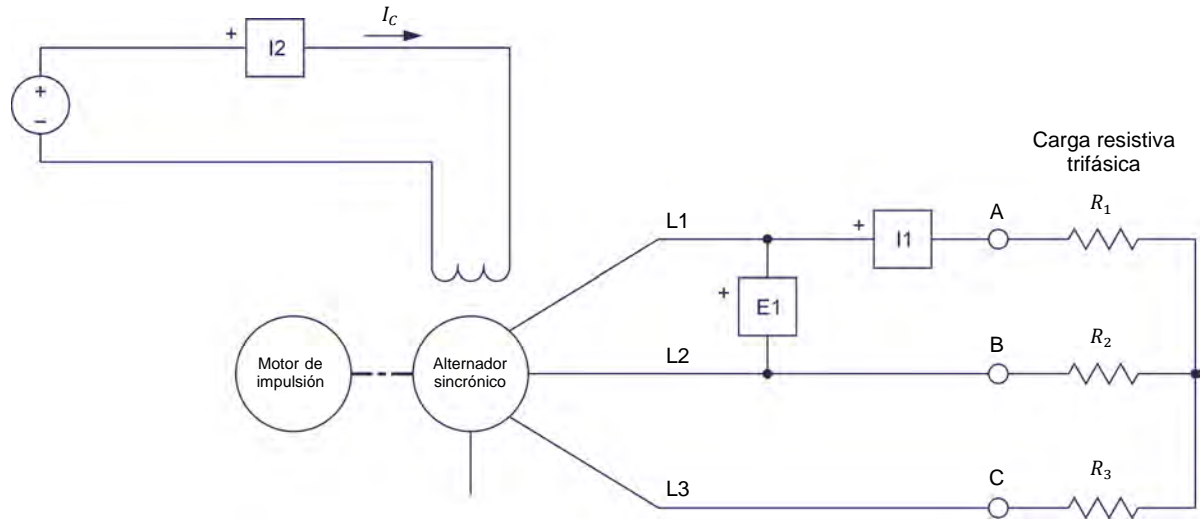 I_C
+
I2
+
−
Carga resistiva
trifásica
L1
+
I1
A
R_1
+
E1
Motor de
impulsión
Alternador
sincrónico
L2
B
R_2
L3
C
R_3